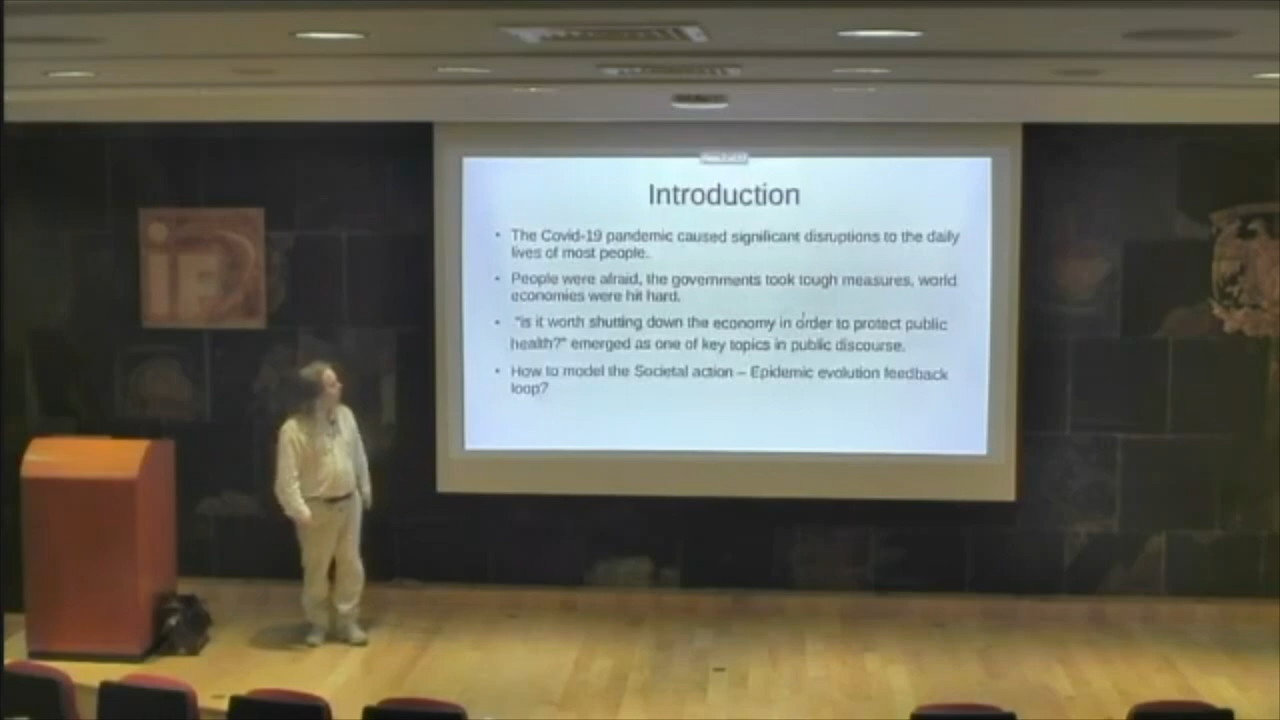 Introduction
• The Covid-19 pandemic caused significant disruptions to the daily
lives of most people.
• People were afraid, the governments took tough measures, world
economies were hit hard.
• "is it worth shutting down the economy in order to protect public
health?" emerged as one of key topics in public discourse.
• How to model the Societal action – Epidemic evolution feedback
loop?